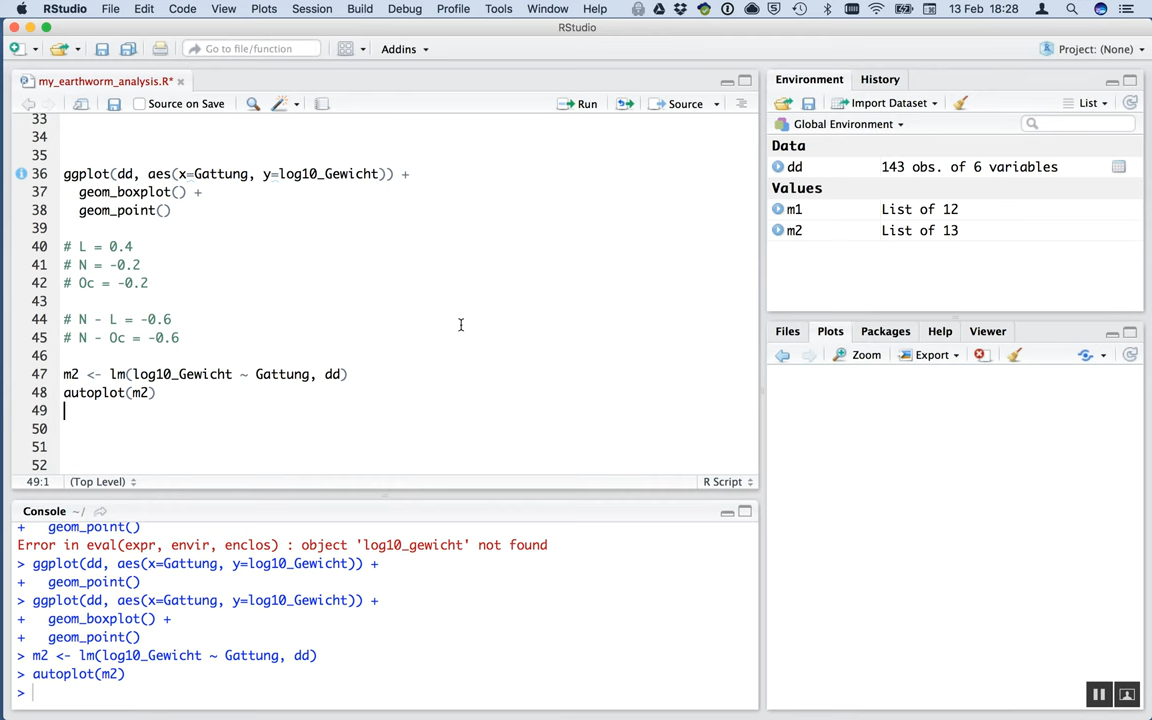 RStudio File Edit Code View Plots Session Build Debug Profile Tools Window Help 13 Feb 18:28
RStudio
Go to file/function Addins Project: (None)
my_earthworm_analysis.R*
Source on Save Run Source
33
34
35
36 ggplot(dd, aes(x=Gattung, y=log10_Gewicht)) +
37 geom_boxplot() +
38 geom_point()
39
40 # L = 0.4
41 # N = -0.2
42 # Oc = -0.2
43
44 # N - L = -0.6
45 # N - Oc = -0.6
46
47 m2 <- lm(log10_Gewicht ~ Gattung, dd)
48 autoplot(m2)
49
50
51
52
49:1 (Top Level) R Script
Console ~/
+ geom_point()
Error in eval(expr, envir, enclos) : object 'log10_gewicht' not found
> ggplot(dd, aes(x=Gattung, y=log10_Gewicht)) +
+ geom_point()
> ggplot(dd, aes(x=Gattung, y=log10_Gewicht)) +
+ geom_boxplot() +
+ geom_point()
> m2 <- lm(log10_Gewicht ~ Gattung, dd)
> autoplot(m2)
>
Environment History
Import Dataset List
Global Environment
Data
dd 143 obs. of 6 variables
Values
m1 List of 12
m2 List of 13
Files Plots Packages Help Viewer
Zoom Export